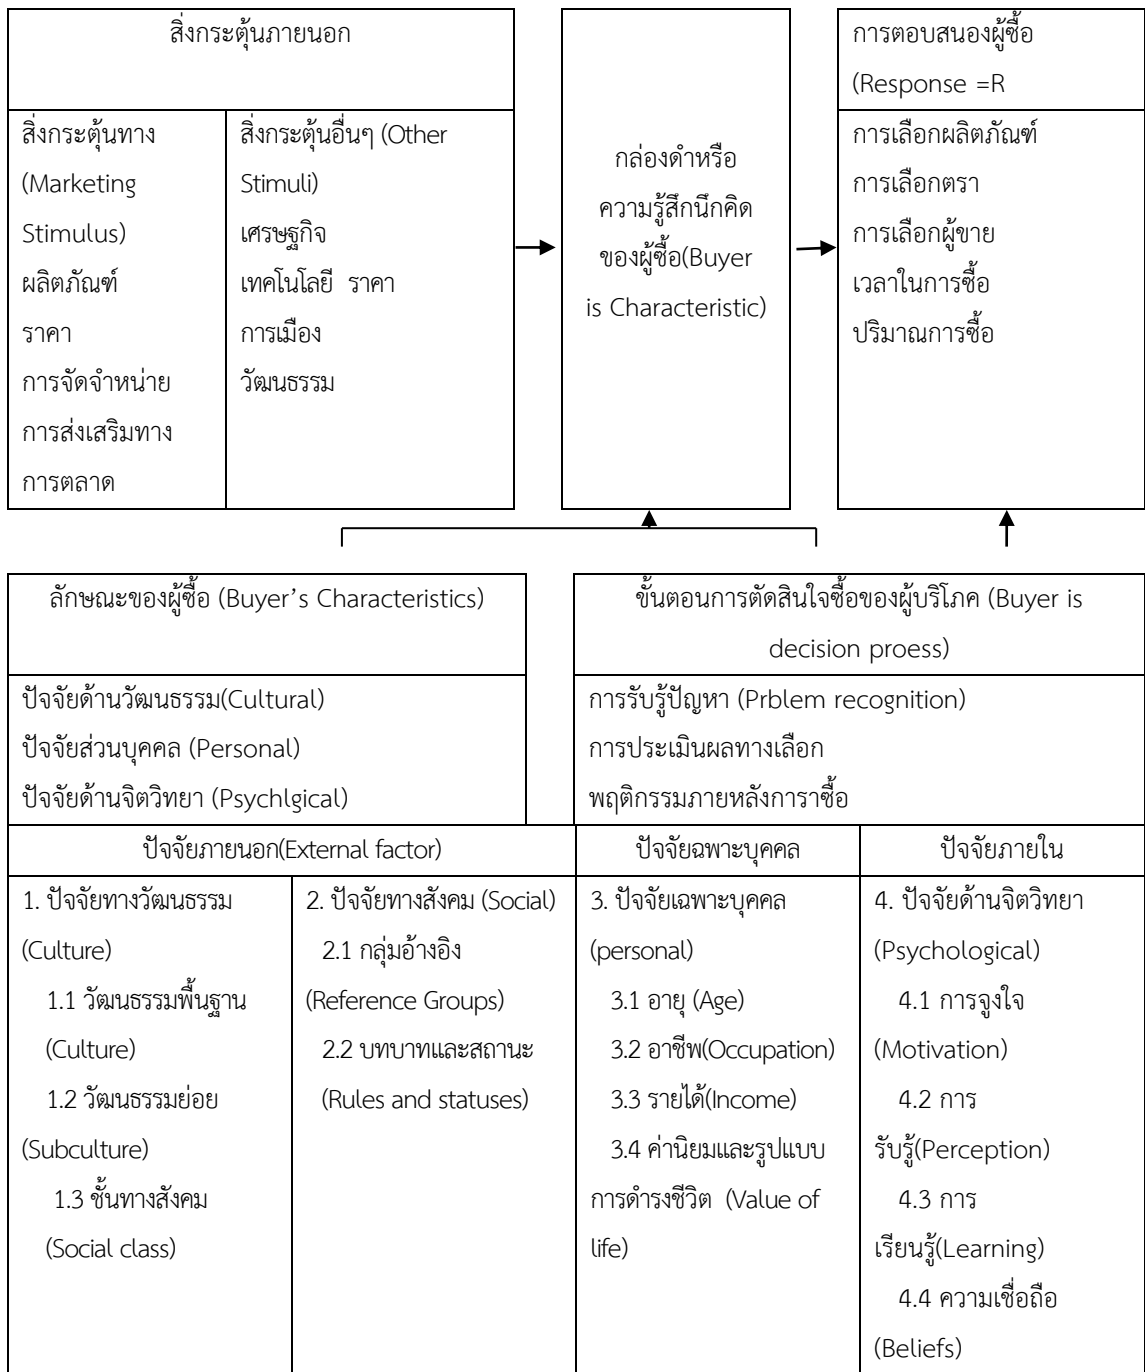 สิ่งกระตุ้นภายนอก
สิ่งกระตุ้นทาง
(Marketing
Stimulus)
ผลิตภัณฑ์
ราคา
การจัดจำหน่าย
การส่งเสริมทาง
การตลาด
สิ่งกระตุ้นอื่นๆ (Other
Stimuli)
เศรษฐกิจ
เทคโนโลยี ราคา
การเมือง
วัฒนธรรม
กล่องดำหรือ
ความรู้สึกนึกคิด
ของผู้ซื้อ(Buyer
is Characteristic)
การตอบสนองผู้ซื้อ
(Response =R
การเลือกผลิตภัณฑ์
การเลือกตรา
การเลือกผู้ขาย
เวลาในการซื้อ
ปริมาณการซื้อ
ลักษณะของผู้ซื้อ (Buyer’s Characteristics)
ปัจจัยด้านวัฒนธรรม(Cultural)
ปัจจัยส่วนบุคคล (Personal)
ปัจจัยด้านจิตวิทยา (Psychlgical)
ขั้นตอนการตัดสินใจซื้อของผู้บริโภค (Buyer is
decision proess)
การรับรู้ปัญหา (Prblem recognition)
การประเมินผลทางเลือก
พฤติกรรมภายหลังการาซื้อ
ปัจจัยภายนอก(External factor)
1. ปัจจัยทางวัฒนธรรม
(Culture)
1.1 วัฒนธรรมพื้นฐาน
(Culture)
1.2 วัฒนธรรมย่อย
(Subculture)
1.3 ชั้นทางสังคม
(Social class)
2. ปัจจัยทางสังคม (Social)
2.1 กลุ่มอ้างอิง
(Reference Groups)
2.2 บทบาทและสถานะ
(Rules and statuses)
ปัจจัยฉพาะบุคคล
3. ปัจจัยเฉพาะบุคคล
(personal)
3.1 อายุ (Age)
3.2 อาชีพ(Occupation)
3.3 รายได้(Income)
3.4 ค่านิยมและรูปแบบ
การดำรงชีวิต (Value of
life)
ปัจจัยภายใน
4. ปัจจัยด้านจิตวิทยา
(Psychological)
4.1 การจูงใจ
(Motivation)
4.2 การ
รับรู้(Perception)
4.3 การ
เรียนรู้(Learning)
4.4 ความเชื่อถือ
(Beliefs)